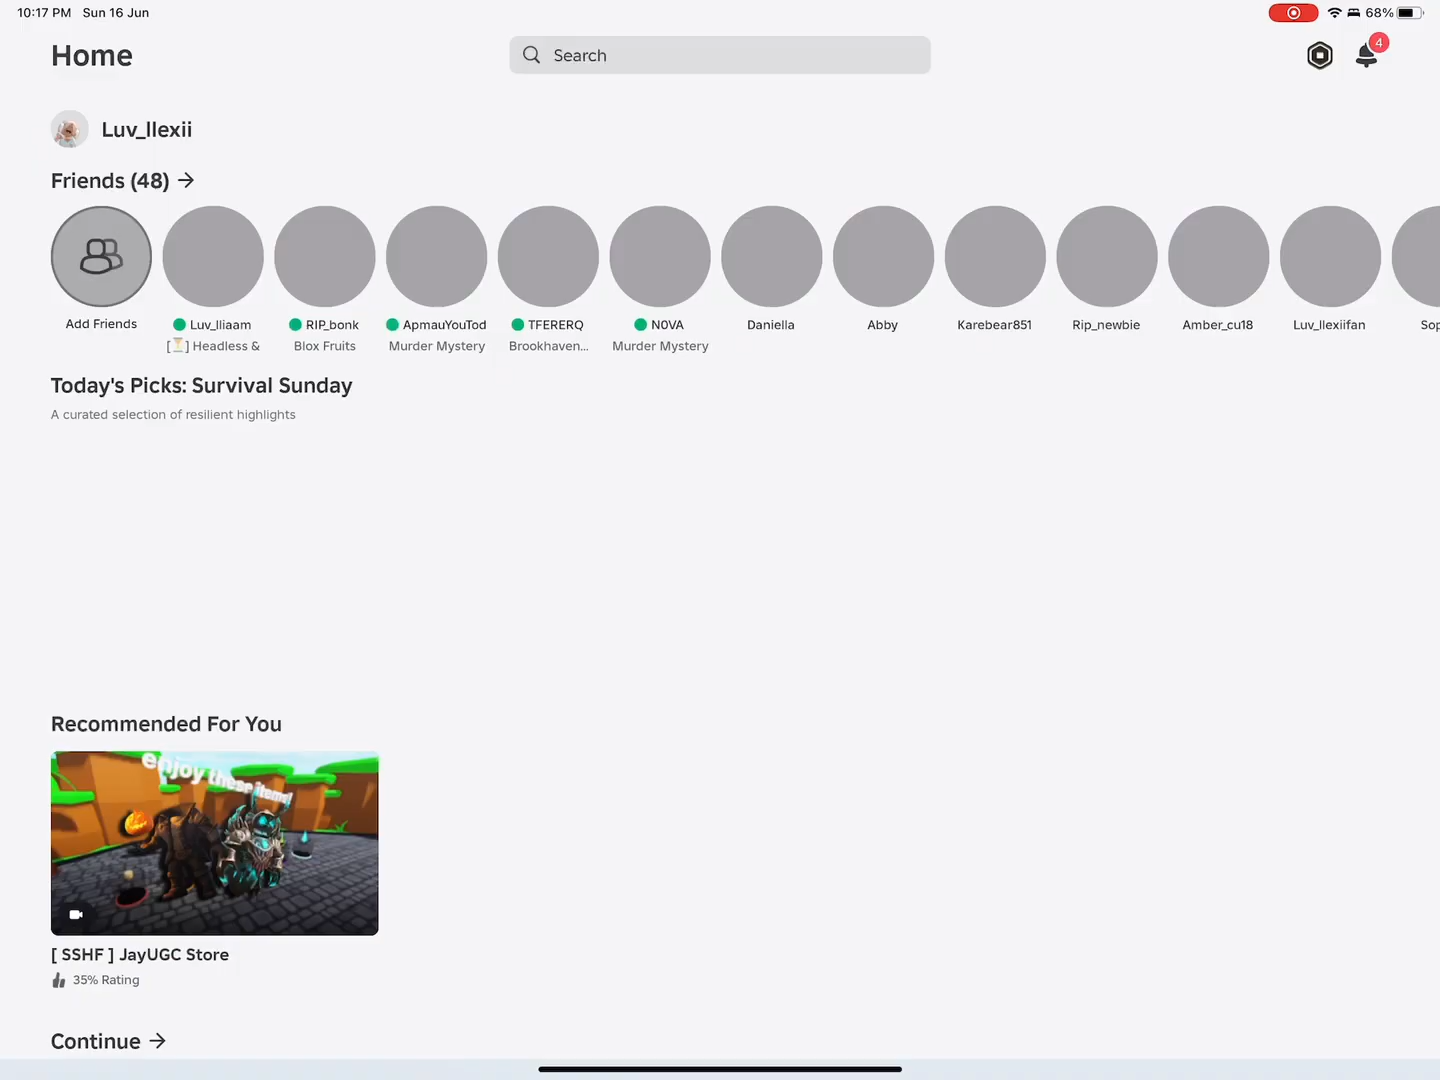 10:17 PM Sun 16 Jun
68%
Home
Search
4
Luv_llexii
Friends (48)
Add Friends
Luv_lliaam
RIP_bonk
ApmauYouTod
TFERERQ
N0VA
Daniella
Abby
Karebear851
Rip_newbie
Amber_cu18
Luv_llexiifan
Sop
[⏳] Headless &
Blox Fruits
Murder Mystery
Brookhaven...
Murder Mystery
Today's Picks: Survival Sunday
A curated selection of resilient highlights
Recommended For You
enjoy these items!
[ SSHF ] JayUGC Store
35% Rating
Continue